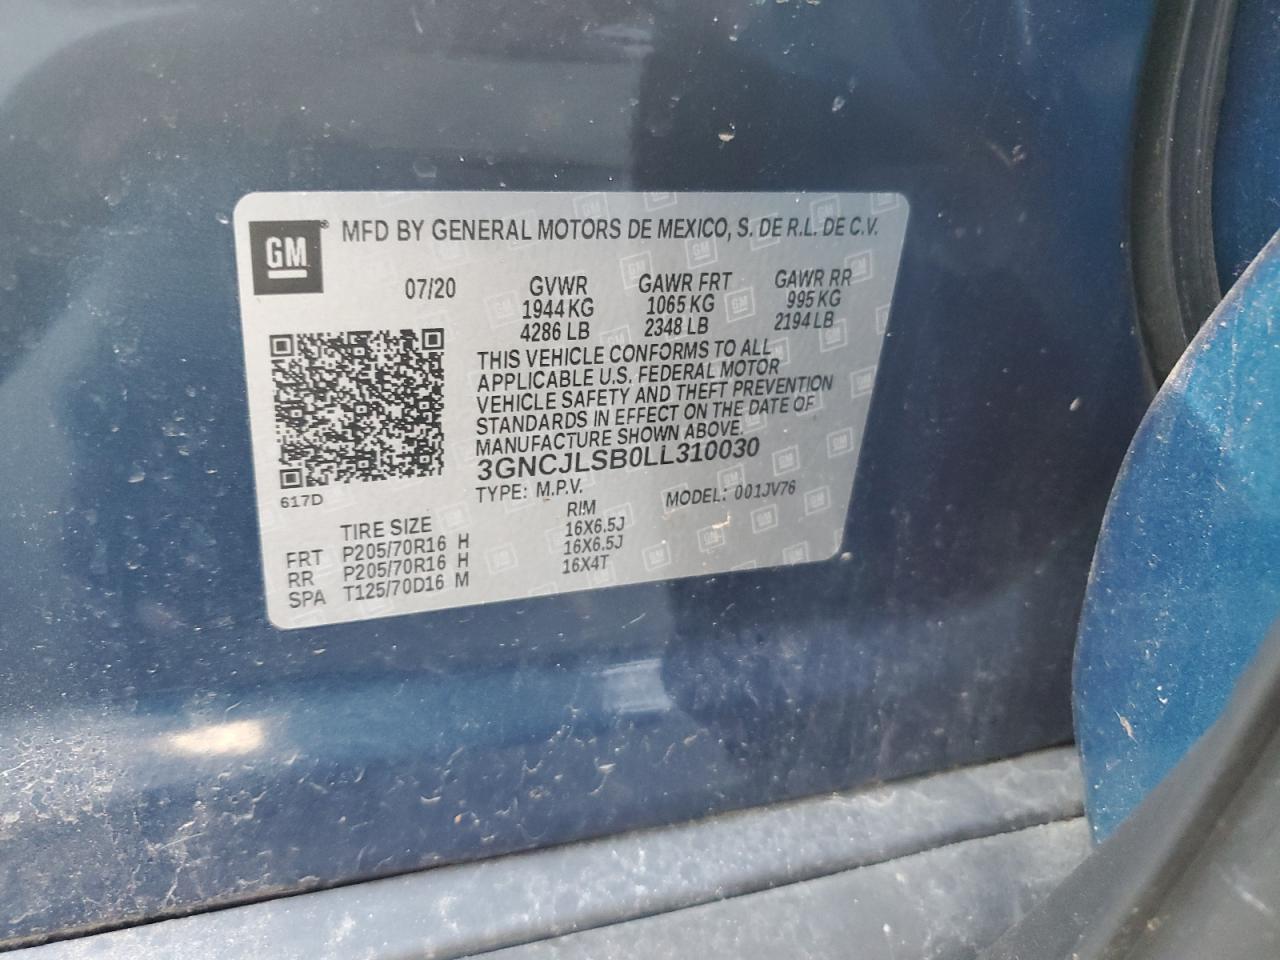 GM® MFD BY GENERAL MOTORS DE MEXICO, S. DE R.L. DE C.V.
07/20 GVWR GAWR FRT GAWR RR
1944 KG 1065 KG 995 KG
4286 LB 2348 LB 2194 LB
THIS VEHICLE CONFORMS TO ALL
APPLICABLE U.S. FEDERAL MOTOR
VEHICLE SAFETY AND THEFT PREVENTION
STANDARDS IN EFFECT ON THE DATE OF
MANUFACTURE SHOWN ABOVE.
3GNCJLSB0LL310030
617D TYPE: M.P.V. MODEL: 001JV76
TIRE SIZE RIM
FRT P205/70R16 H 16X6.5J
RR P205/70R16 H 16X6.5J
SPA T125/70D16 M 16X4T